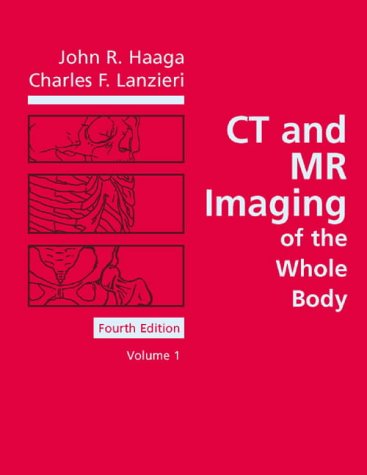 John R. Haaga
Charles F. Lanzieri
CT and
MR
Imaging
of the
Whole
Body
Fourth Edition
Volume 1